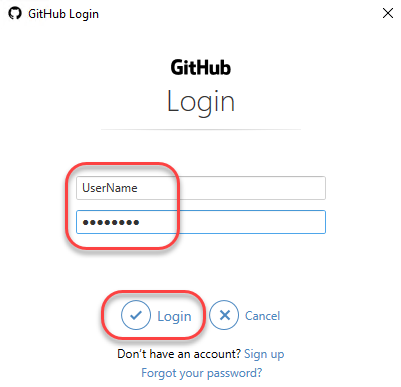 GitHub Login
GitHub
Login
UserName
●●●●●●●●
Login Cancel
Don't have an account? Sign up
Forgot your password?